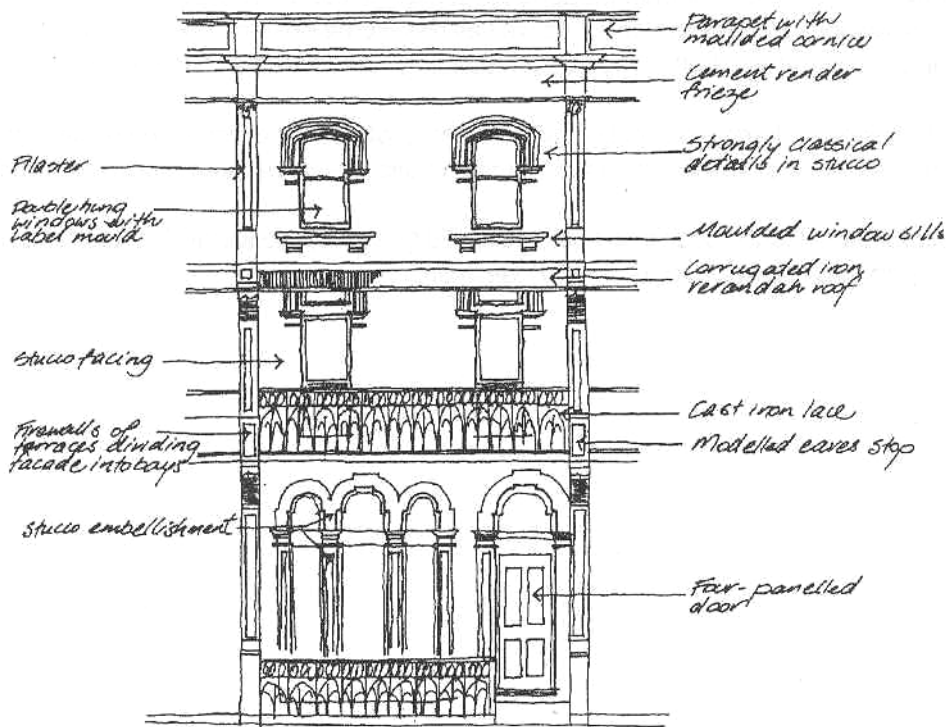 Parapet with
moulded cornice
Cement render
frieze
Strongly classical
details in stucco
Pilaster
Double hung
windows with
label mould
Moulded window sills
Corrugated iron
verandah roof
Stucco facing
Cast iron lace
Firewalls of
terraces dividing
facade into bays
Modelled eaves stop
Stucco embellishment
Four-panelled
door